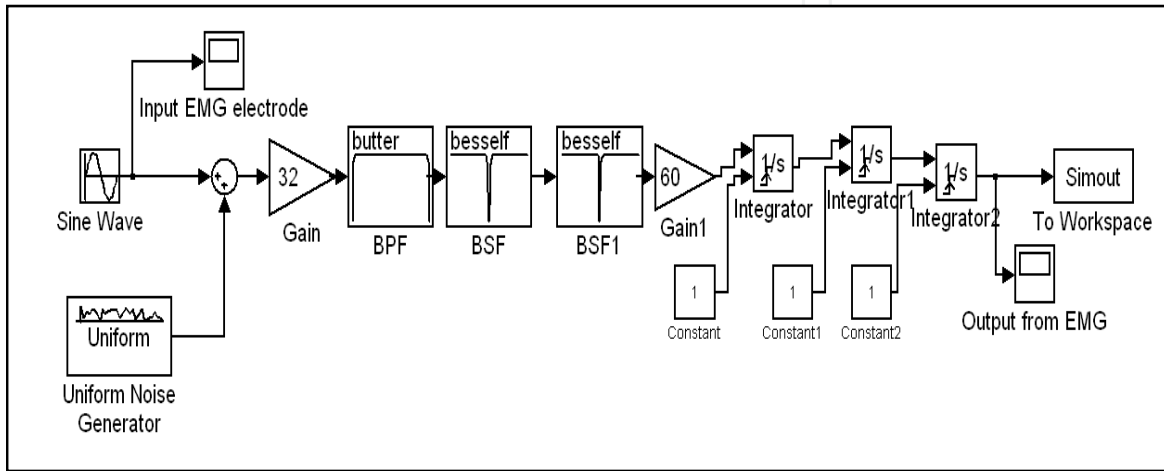 Input EMG electrode
Sine Wave
+
+
32
Gain
butter
BPF
besself
BSF
besself
BSF1
60
Gain1
1/s
Integrator
1/s
Integrator1
1/s
Integrator2
Simout
To Workspace
Output from EMG
1
Constant
1
Constant1
1
Constant2
Uniform
Uniform Noise
Generator